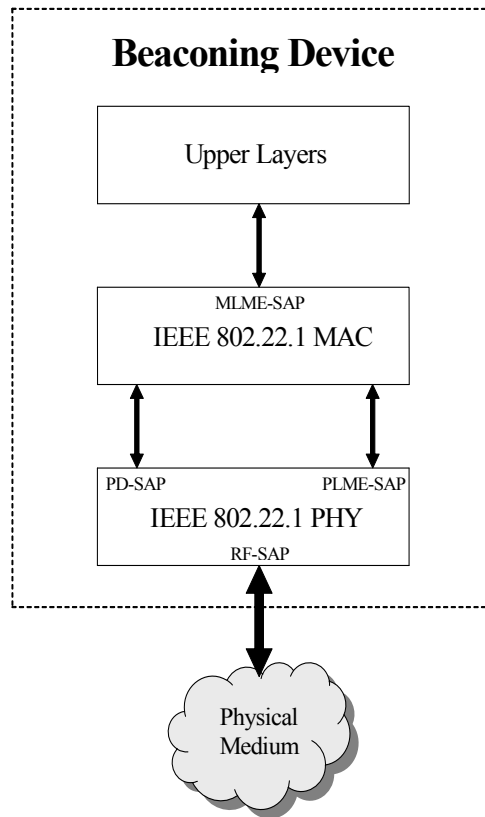 Beaconing Device
Upper Layers
MLME-SAP
IEEE 802.22.1 MAC
PD-SAP PLME-SAP
IEEE 802.22.1 PHY
RF-SAP
Physical
Medium